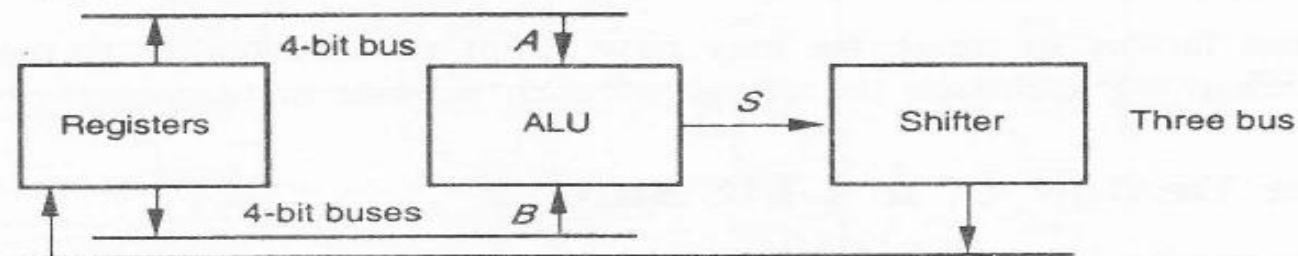 4-bit bus A
Registers ALU S Shifter Three bus
4-bit buses B